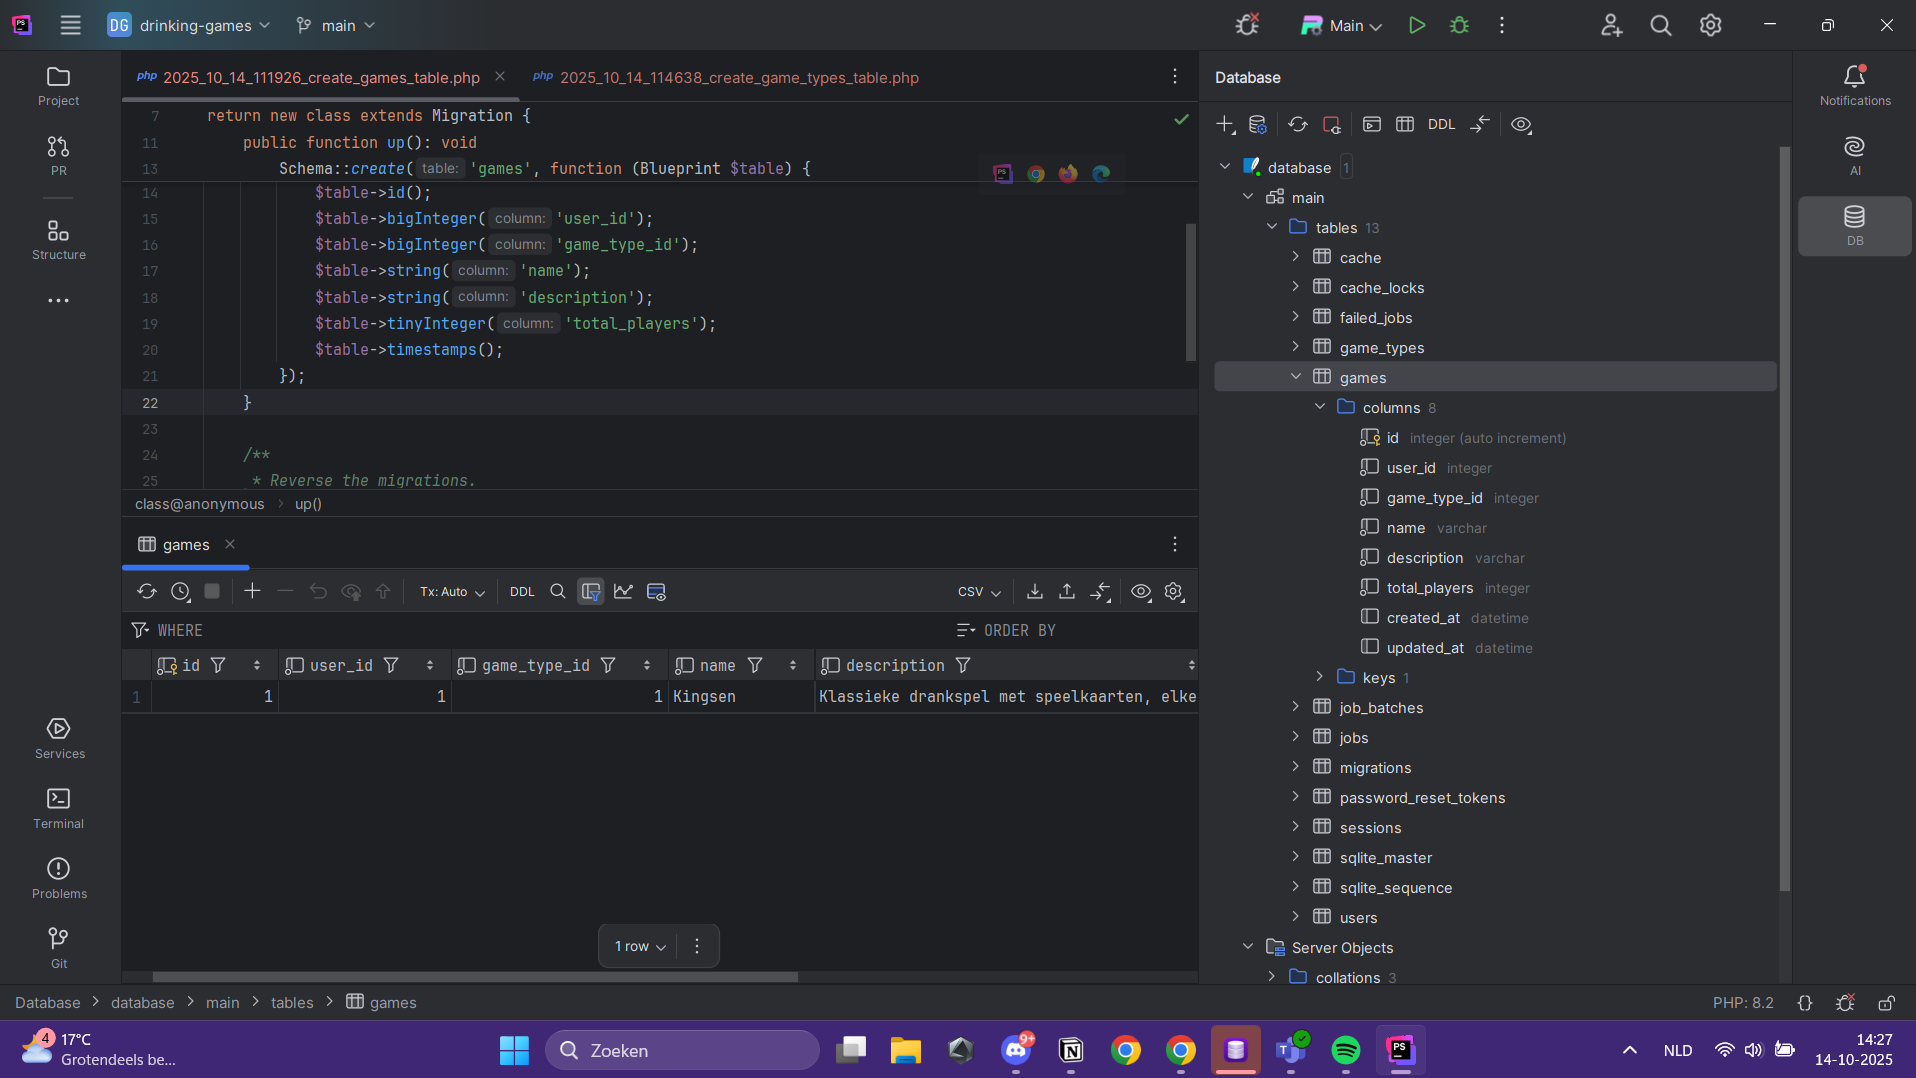 DG drinking-games main
Main
php 2025_10_14_111926_create_games_table.php
php 2025_10_14_114638_create_game_types_table.php
Project
PR
Structure
Services
Terminal
Problems
Git
7 return new class extends Migration {
11 public function up(): void
13 Schema::create( table: 'games', function (Blueprint $table) {
14 $table->id();
15 $table->bigInteger( column: 'user_id');
16 $table->bigInteger( column: 'game_type_id');
17 $table->string( column: 'name');
18 $table->string( column: 'description');
19 $table->tinyInteger( column: 'total_players');
20 $table->timestamps();
21 });
22 }
23
24 /**
25 * Reverse the migrations.
class@anonymous up()
games
Tx: Auto DDL CSV
WHERE ORDER BY
id user_id game_type_id name description
1 1 1 1 Kingsen Klassieke drankspel met speelkaarten, elke
1 row
Database
DDL
database 1
main
tables 13
cache
cache_locks
failed_jobs
game_types
games
columns 8
id integer (auto increment)
user_id integer
game_type_id integer
name varchar
description varchar
total_players integer
created_at datetime
updated_at datetime
keys 1
job_batches
jobs
migrations
password_reset_tokens
sessions
sqlite_master
sqlite_sequence
users
Server Objects
collations 3
Notifications
AI
DB
Database database main tables games
PHP: 8.2
4 17°C
Grotendeels be...
Zoeken
PS
9+
NLD
14:27
14-10-2025